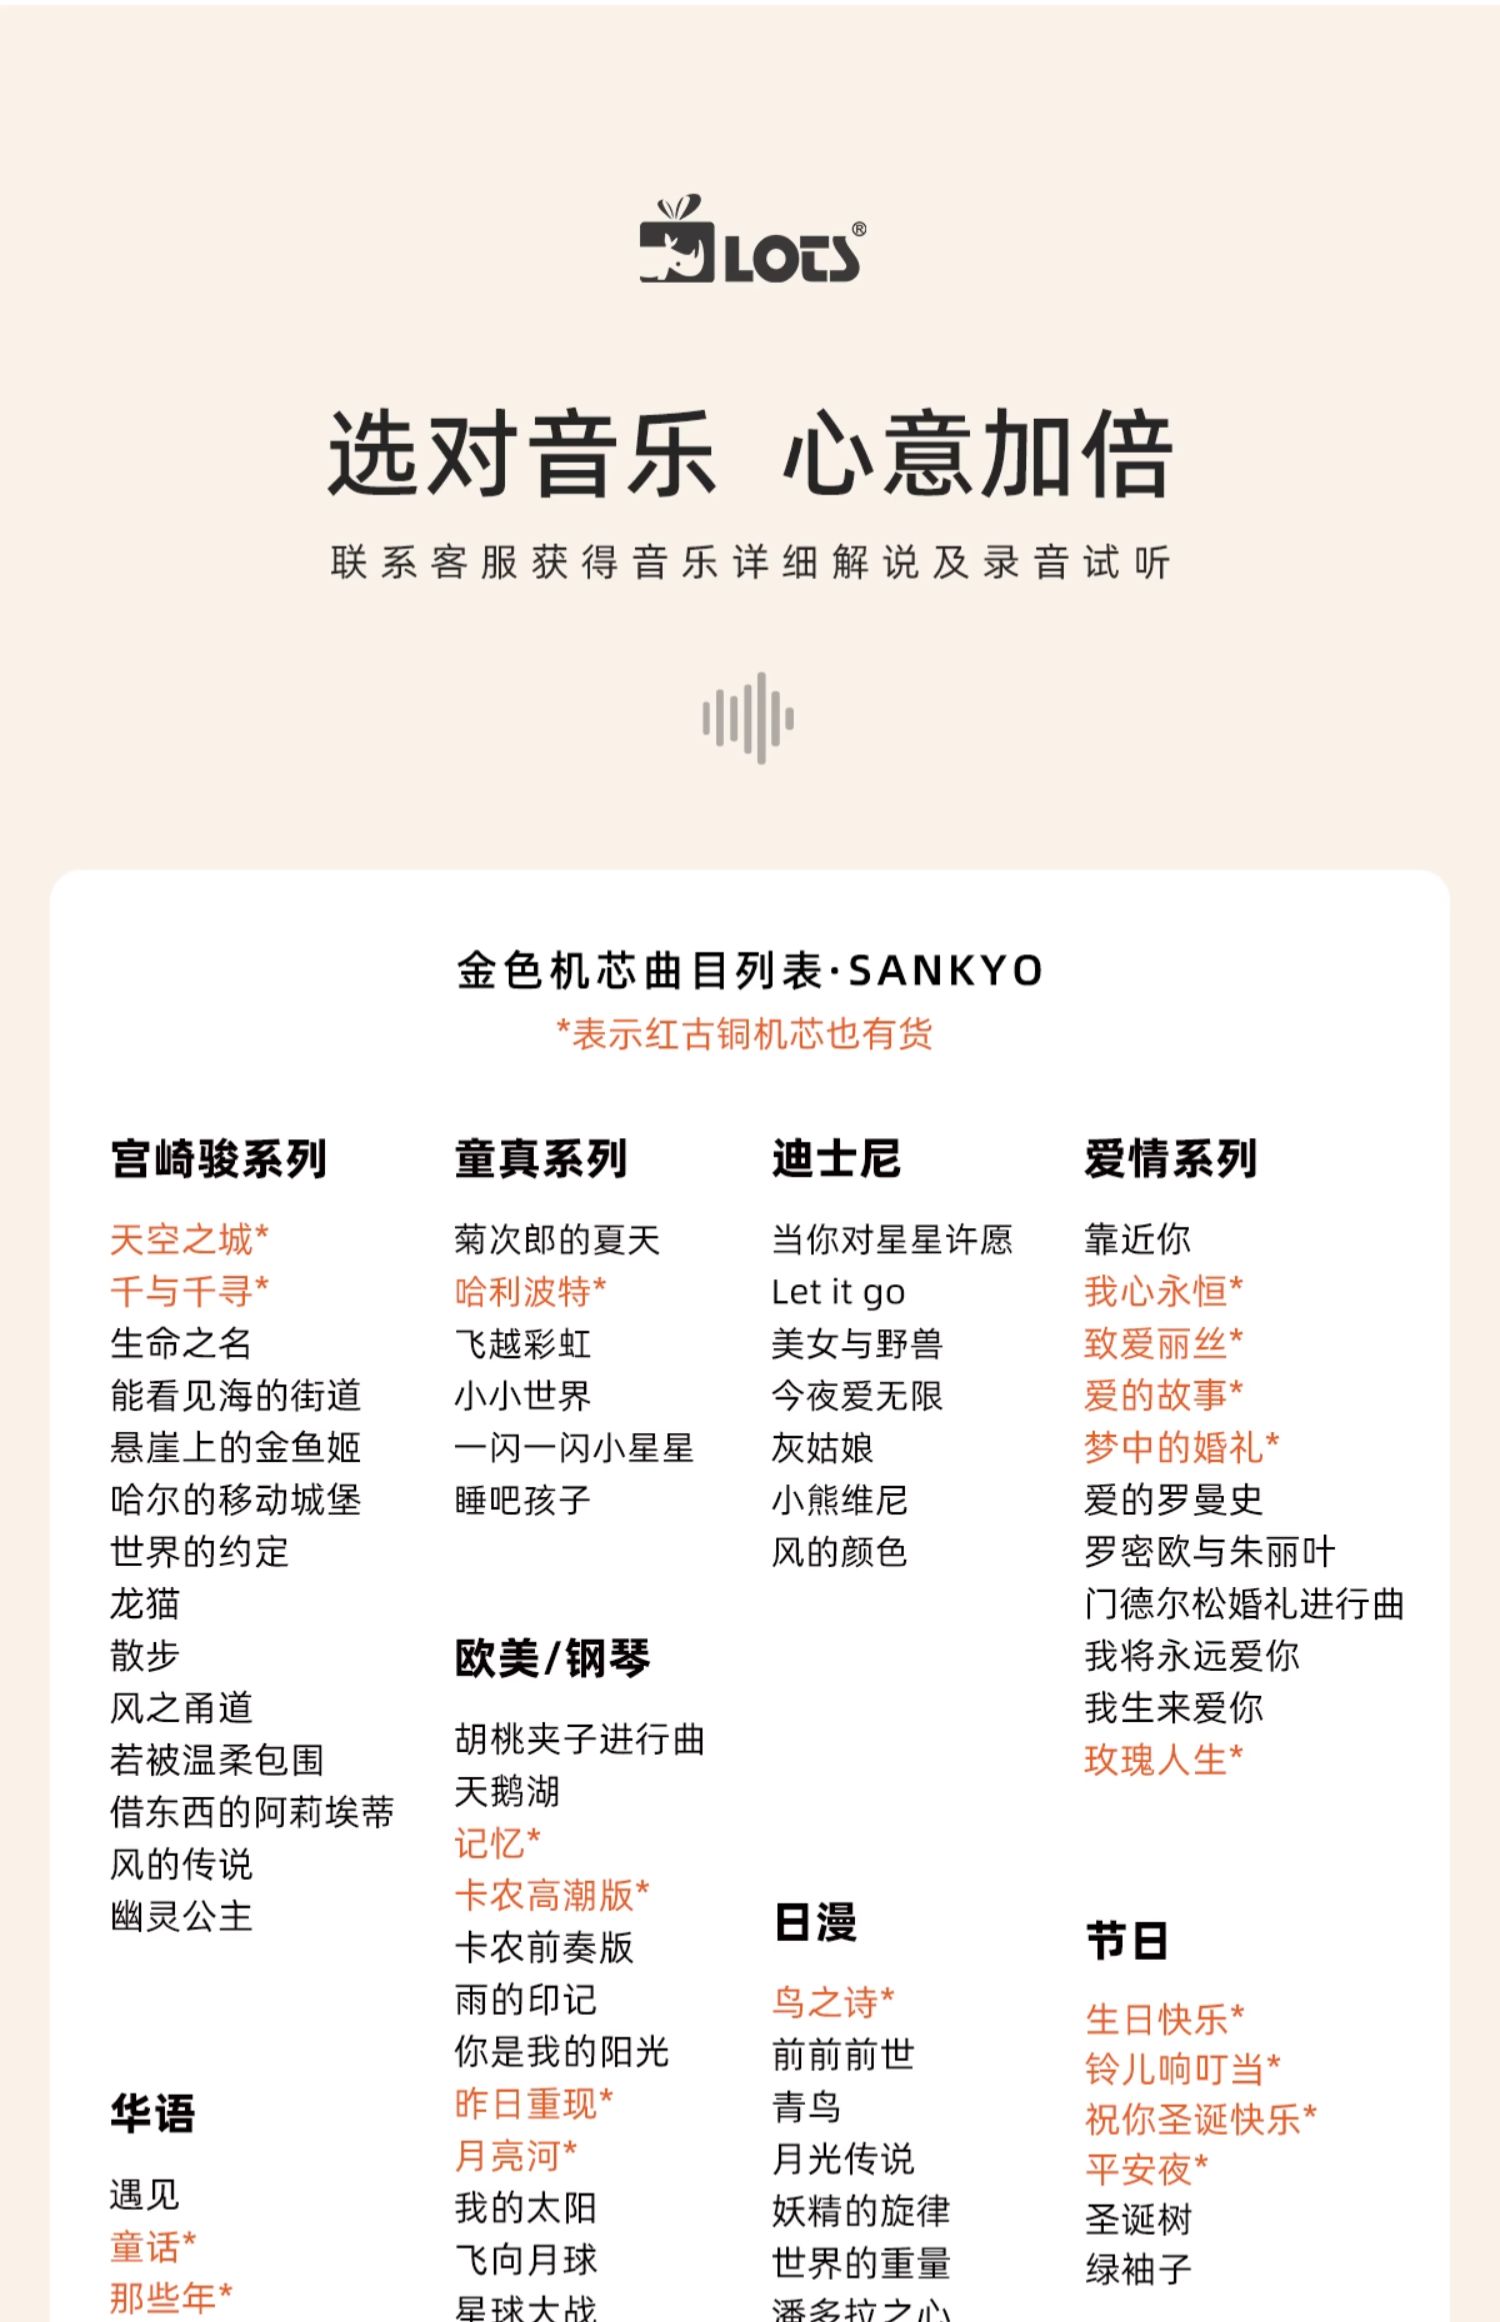 LOTS®
选对音乐 心意加倍
联系客服获得音乐详细解说及录音试听
金色机芯曲目列表·SANKYO
*表示红古铜机芯也有货
宫崎骏系列
天空之城*
千与千寻*
生命之名
能看见海的街道
悬崖上的金鱼姬
哈尔的移动城堡
世界的约定
龙猫
散步
风之甬道
若被温柔包围
借东西的阿莉埃蒂
风的传说
幽灵公主
华语
遇见
童话*
那些年*
童真系列
菊次郎的夏天
哈利波特*
飞越彩虹
小小世界
一闪一闪小星星
睡吧孩子
欧美/钢琴
胡桃夹子进行曲
天鹅湖
记忆*
卡农高潮版*
卡农前奏版
雨的印记
你是我的阳光
昨日重现*
月亮河*
我的太阳
飞向月球
星球大战
迪士尼
当你对星星许愿
Let it go
美女与野兽
今夜爱无限
灰姑娘
小熊维尼
风的颜色
日漫
鸟之诗*
前前前世
青鸟
月光传说
妖精的旋律
世界的重量
潘多拉之心
爱情系列
靠近你
我心永恒*
致爱丽丝*
爱的故事*
梦中的婚礼*
爱的罗曼史
罗密欧与朱丽叶
门德尔松婚礼进行曲
我将永远爱你
我生来爱你
玫瑰人生*
节日
生日快乐*
铃儿响叮当*
祝你圣诞快乐*
平安夜*
圣诞树
绿袖子